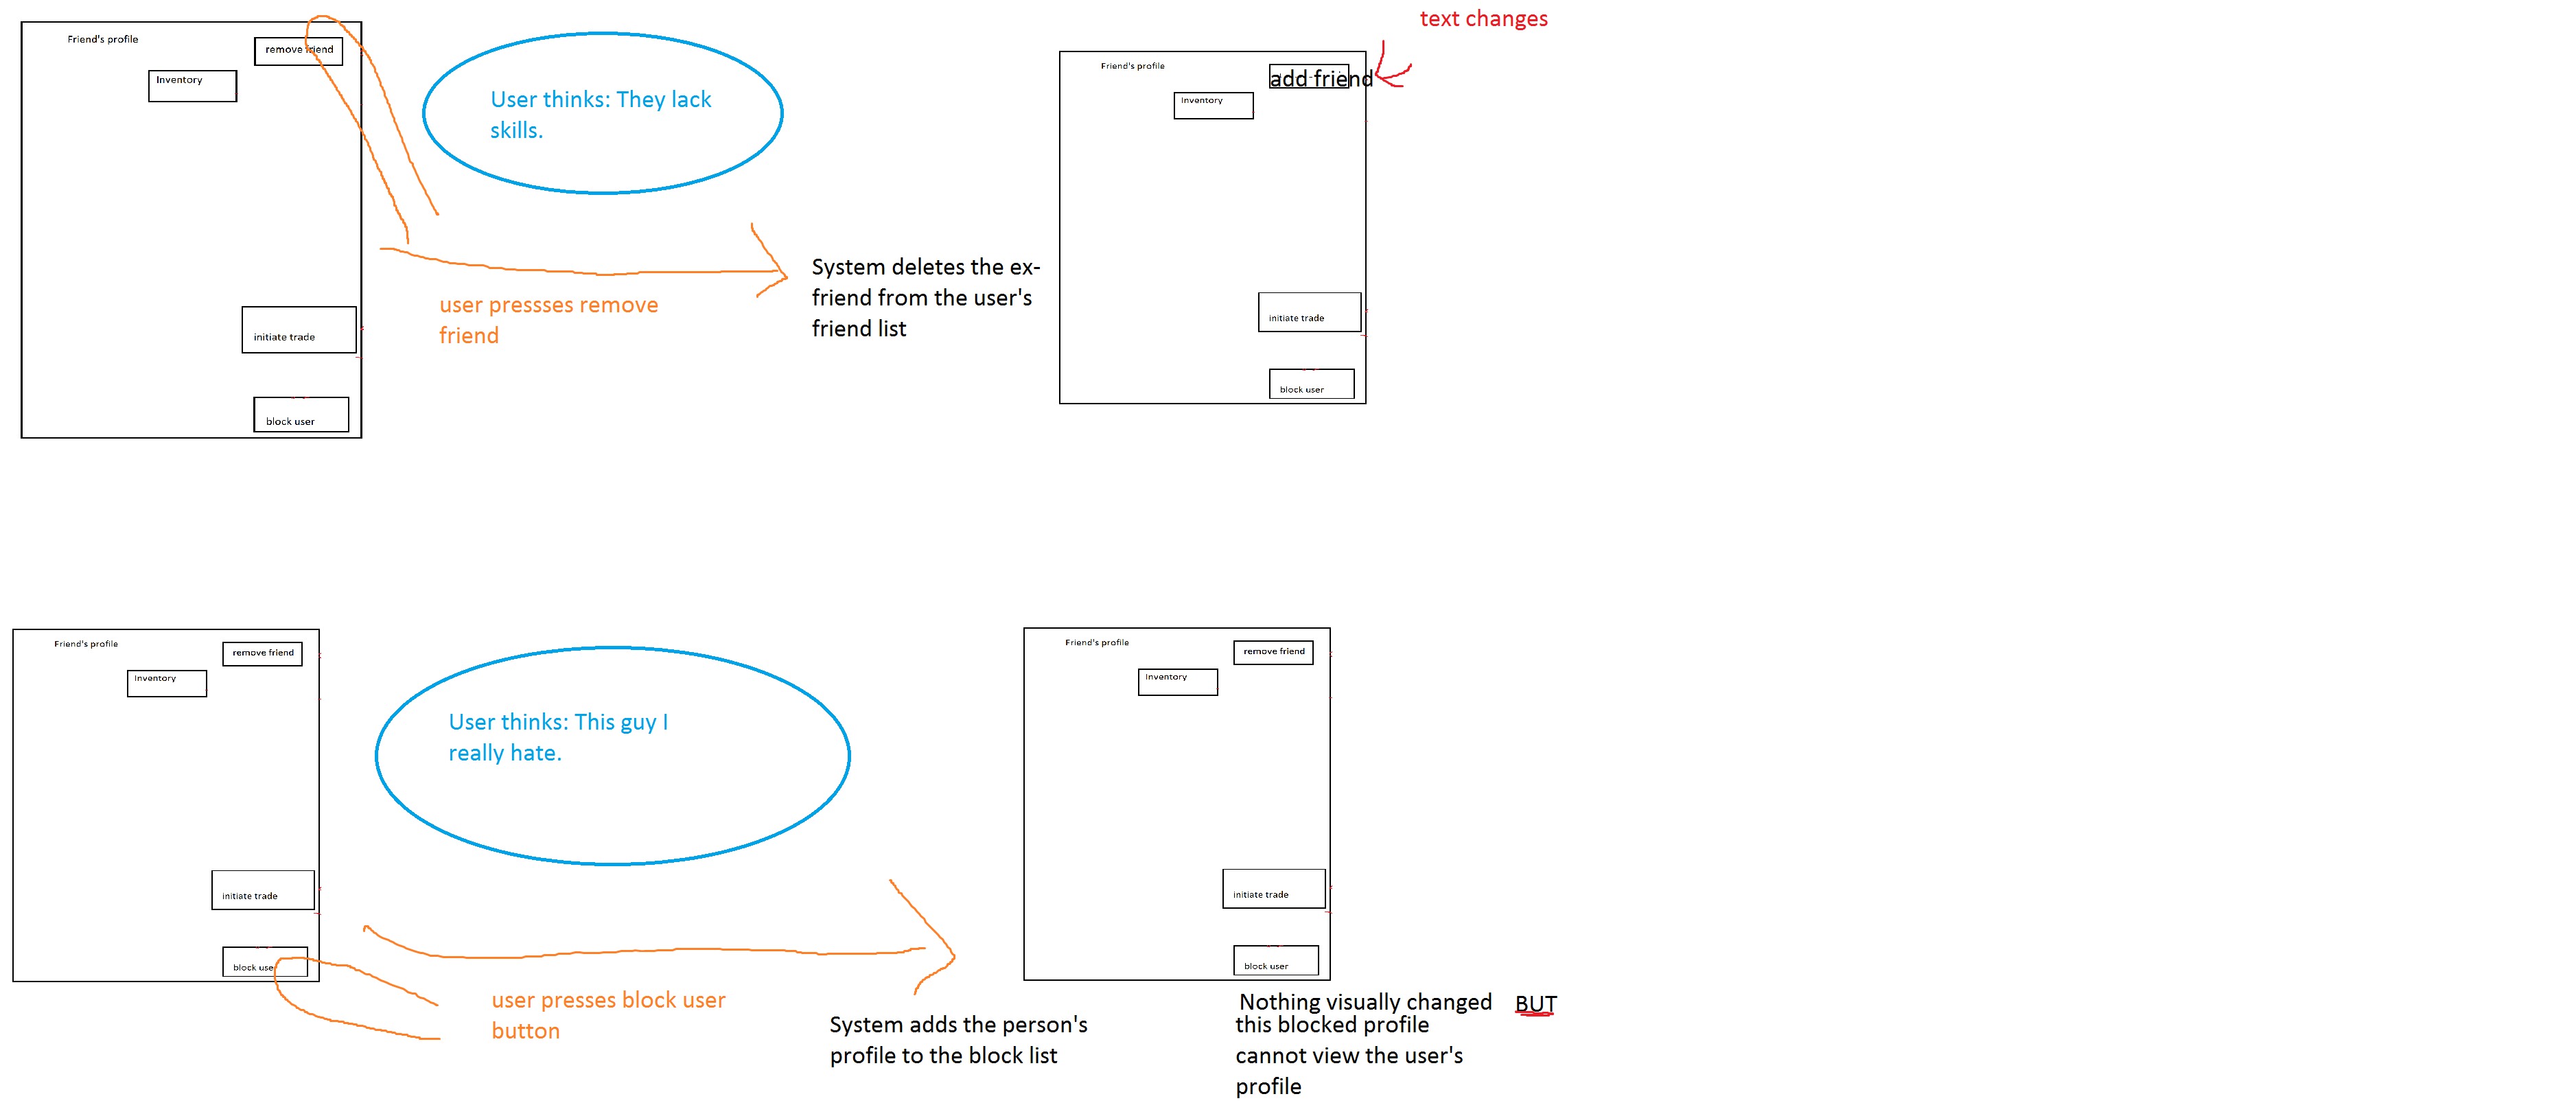 text changes
Friend's profile
remove friend
Inventory
User thinks: They lack
skills.
initiate trade
block user
user pressses remove
friend
System deletes the ex-
friend from the user's
friend list
Friend's profile
add friend
Inventory
initiate trade
block user
Friend's profile
remove friend
Inventory
User thinks: This guy I
really hate.
initiate trade
block user
user presses block user
button
System adds the person's
profile to the block list
Friend's profile
remove friend
Inventory
initiate trade
block user
Nothing visually changed BUT
this blocked profile
cannot view the user's
profile